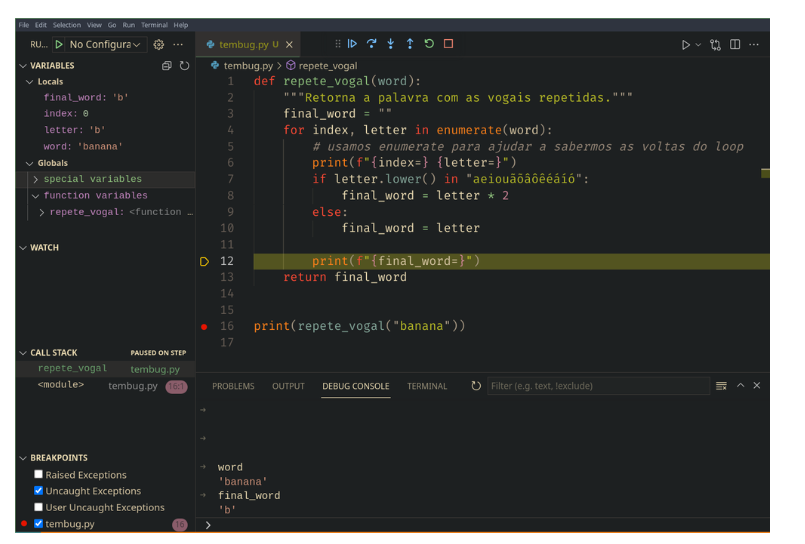 File Edit Selection View Go Run Terminal Help
RU... No Configura
tembug.py U
VARIABLES
Locals
final_word: 'b'
index: 0
letter: 'b'
word: 'banana'
Globals
special variables
function variables
repete_vogal: <function …
WATCH
CALL STACK PAUSED ON STEP
repete_vogal tembug.py
<module> tembug.py 16:1
BREAKPOINTS
Raised Exceptions
Uncaught Exceptions
User Uncaught Exceptions
tembug.py 16
tembug.py > repete_vogal
1 def repete_vogal(word):
2 """Retorna a palavra com as vogais repetidas."""
3 final_word = ""
4 for index, letter in enumerate(word):
5 # usamos enumerate para ajudar a sabermos as voltas do loop
6 print(f"{index=} {letter=}")
7 if letter.lower() in "aeiouãõâôêéáíó":
8 final_word = letter * 2
9 else:
10 final_word = letter
11
12 print(f"{final_word=}")
13 return final_word
14
15
16 print(repete_vogal("banana"))
17
PROBLEMS OUTPUT DEBUG CONSOLE TERMINAL Filter (e.g. text, !exclude)
word
'banana'
final_word
'b'